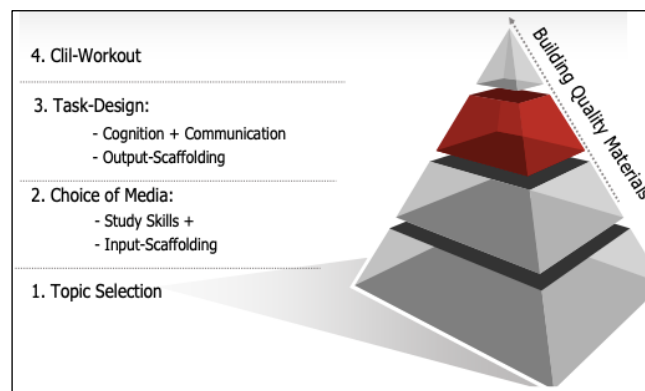 4. Clil-Workout
3. Task-Design:
- Cognition + Communication
- Output-Scaffolding
2. Choice of Media:
- Study Skills +
- Input-Scaffolding
1. Topic Selection
Building Quality Materials